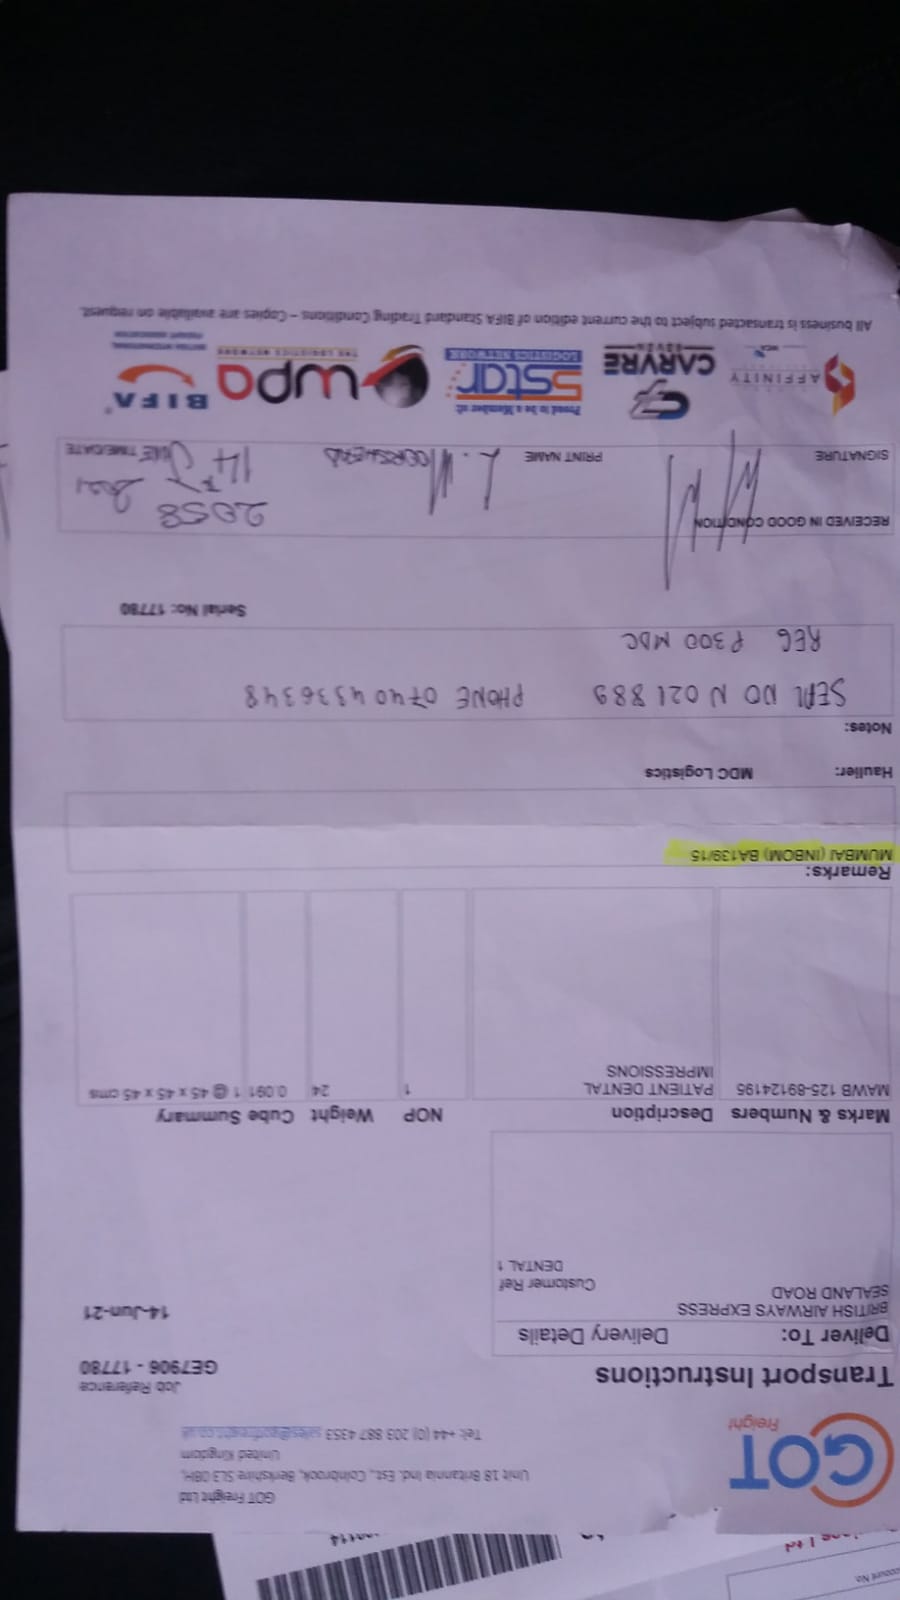 GOT
Freight
GOT Freight Ltd
Unit 18 Britannia Ind. Est., Colnbrook, Berkshire SL3 0BH,
United Kingdom
Tel: +44 (0) 203 887 4353 sales@gotfreight.co.uk
Transport Instructions
Job Reference
GE7906 - 17780
Deliver To:
Delivery Details
14-Jun-21
BRITISH AIRWAYS EXPRESS
SEALAND ROAD
Customer Ref
DENTAL 1
Marks & Numbers Description NOP Weight Cube Summary
MAWB 125-89124195 PATIENT DENTAL 1 24 0.091 1 @ 45 x 45 x 45 cms
IMPRESSIONS
Remarks:
MUMBAI (INBOM) BA139/15
Haulier: MDC Logistics
Notes:
SEAL NO N 021889 PHONE 07404336348
REG P300 MDC
Serial No: 17780
RECEIVED IN GOOD CONDITION
2058
SIGNATURE
PRINT NAME L. MOORSHEAD
14th June 2021 TIME/DATE
AFFINITY
CARVRE
SEVEN
Proud to be a Member of:
5star
LOGISTICS NETWORK
wpa
THE LOGISTICS NETWORK
BIFA
BRITISH INTERNATIONAL
FREIGHT ASSOCIATION
All business is transacted subject to the current edition of BIFA Standard Trading Conditions – Copies are available on request.